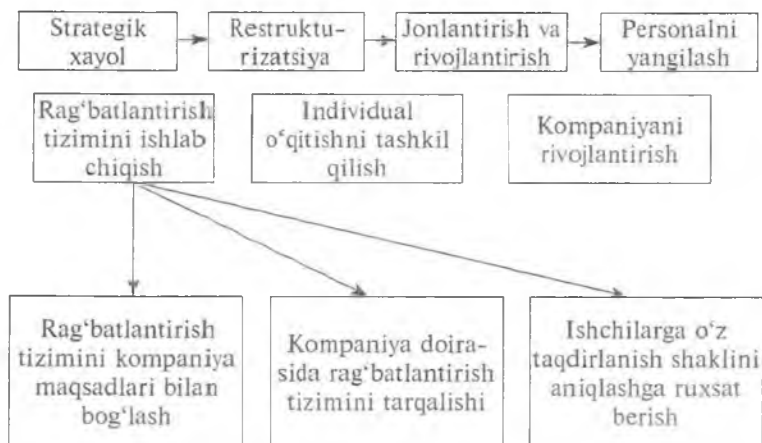 Strategik
xayol
Restruktu-
rizatsiya
Jonlantirish va
rivojlantirish
Personalni
yangilash
Rag‘batlantirish
tizimini ishlab
chiqish
Individual
o‘qitishni tashkil
qilish
Kompaniyani
rivojlantirish
Rag‘batlantirish
tizimini kompaniya
maqsadlari bilan
bog‘lash
Kompaniya doira-
sida rag‘batlantirish
tizimini tarqalishi
Ishchilarga o‘z
taqdirlanish shaklini
aniqlashga ruxsat
berish